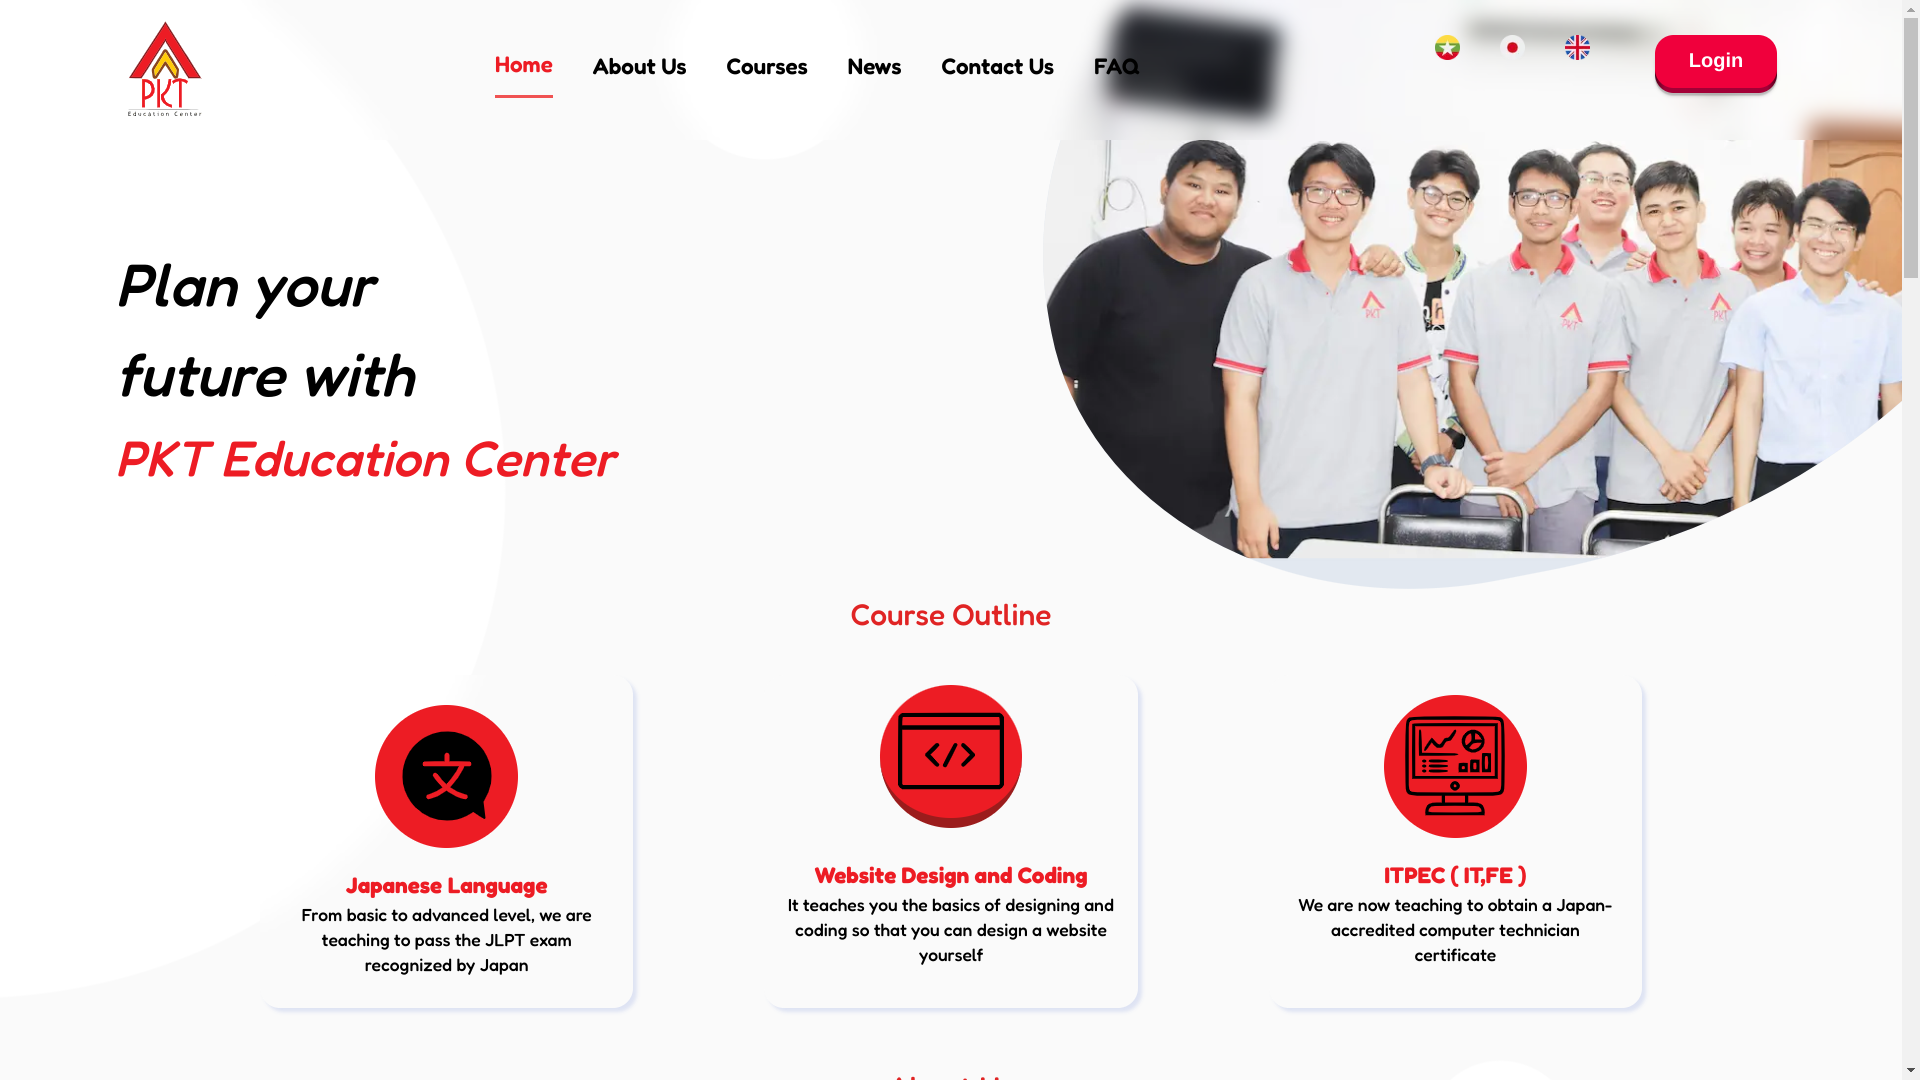 PKT
Education Center
Home
About Us
Courses
News
Contact Us
FAQ
Login
Plan your
future with
PKT Education Center
PKT
PKT
PKT
Course Outline
文
Japanese Language
From basic to advanced level, we are
teaching to pass the JLPT exam
recognized by Japan
</>
Website Design and Coding
It teaches you the basics of designing and
coding so that you can design a website
yourself
ITPEC ( IT,FE )
We are now teaching to obtain a Japan-
accredited computer technician
certificate